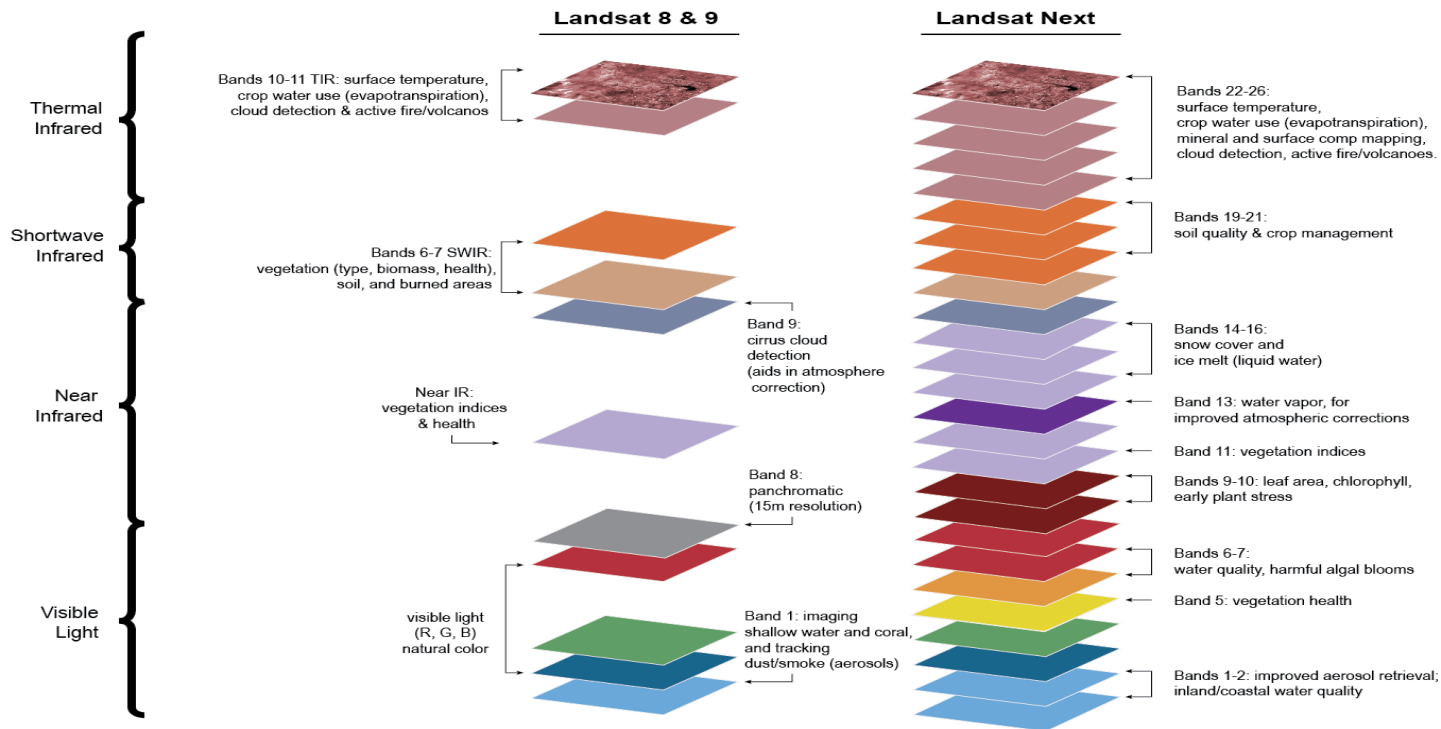 Landsat 8 & 9
Landsat Next
Thermal
Infrared
Shortwave
Infrared
Near
Infrared
Visible
Light
Bands 10-11 TIR: surface temperature,
crop water use (evapotranspiration),
cloud detection & active fire/volcanos
Bands 6-7 SWIR:
vegetation (type, biomass, health),
soil, and burned areas
Band 9:
cirrus cloud
detection
(aids in atmosphere
correction)
Near IR:
vegetation indices
& health
Band 8:
panchromatic
(15m resolution)
visible light
(R, G, B)
natural color
Band 1: imaging
shallow water and coral,
and tracking
dust/smoke (aerosols)
Bands 22-26:
surface temperature,
crop water use (evapotranspiration),
mineral and surface comp mapping,
cloud detection, active fire/volcanoes.
Bands 19-21:
soil quality & crop management
Bands 14-16:
snow cover and
ice melt (liquid water)
Band 13: water vapor, for
improved atmospheric corrections
Band 11: vegetation indices
Bands 9-10: leaf area, chlorophyll,
early plant stress
Bands 6-7:
water quality, harmful algal blooms
Band 5: vegetation health
Bands 1-2: improved aerosol retrieval;
inland/coastal water quality